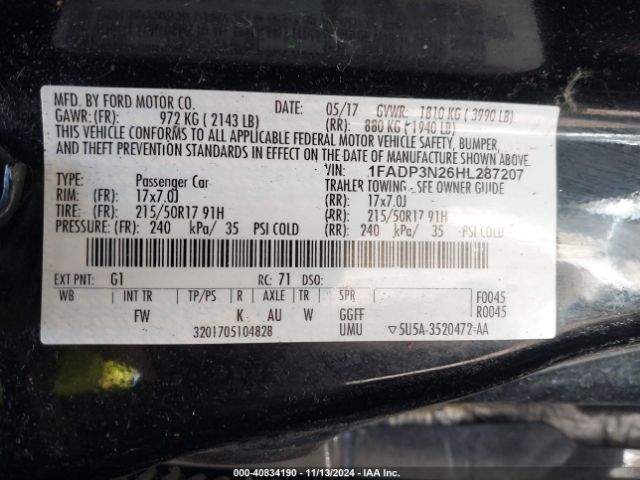 MFD. BY FORD MOTOR CO. DATE: 05/17 GVWR: 1810 KG ( 3990 LB)
GAWR: (FR): 972 KG ( 2143 LB) (RR): 880 KG ( 1940 LB)
THIS VEHICLE CONFORMS TO ALL APPLICABLE FEDERAL MOTOR VEHICLE SAFETY, BUMPER,
AND THEFT PREVENTION STANDARDS IN EFFECT ON THE DATE OF MANUFACTURE SHOWN ABOVE.
VIN: 1FADP3N26HL287207
TYPE: Passenger Car TRAILER TOWING - SEE OWNER GUIDE
RIM: (FR): 17x7.0J (RR): 17x7.0J
TIRE: (FR): 215/50R17 91H (RR): 215/50R17 91H
PRESSURE: (FR): 240 kPa/ 35 PSI COLD (RR): 240 kPa/ 35 PSI COLD
EXT PNT: G1 RC: 71 DSO:
WB INT TR TP/PS R AXLE TR SPR F0045
FW K AU W GGFF R0045
3201705104828 UMU ▽5U5A-3520472-AA
000-40834190 - 11/13/2024 - IAA Inc.